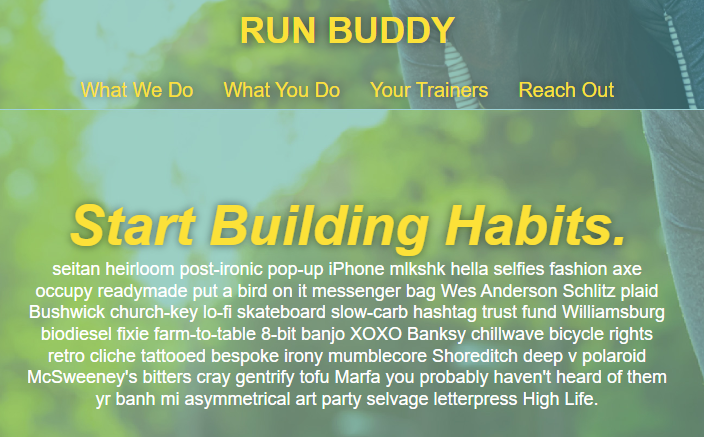 RUN BUDDY
What We Do What You Do Your Trainers Reach Out
Start Building Habits.
seitan heirloom post-ironic pop-up iPhone mlkshk hella selfies fashion axe
occupy readymade put a bird on it messenger bag Wes Anderson Schlitz plaid
Bushwick church-key lo-fi skateboard slow-carb hashtag trust fund Williamsburg
biodiesel fixie farm-to-table 8-bit banjo XOXO Banksy chillwave bicycle rights
retro cliche tattooed bespoke irony mumblecore Shoreditch deep v polaroid
McSweeney's bitters cray gentrify tofu Marfa you probably haven't heard of them
yr banh mi asymmetrical art party selvage letterpress High Life.